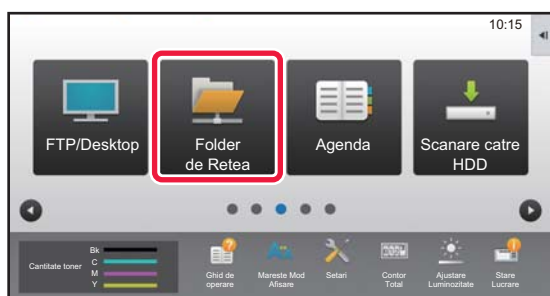 10:15
FTP/Desktop
Folder
de Retea
Agenda
Scanare catre
HDD
Cantitate toner
Bk
C
M
Y
Ghid de
operare
Mareste Mod
Afisare
Setari
Contor
Total
Ajustare
Luminozitate
Stare
Lucrare